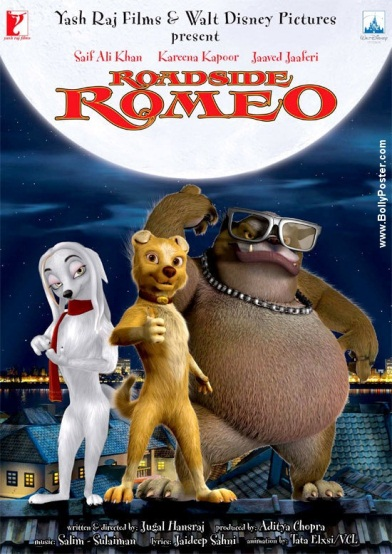 Yash Raj Films & Walt Disney Pictures
present
Saif Ali Khan Kareena Kapoor Jaaved Jaaferi
ROADSIDE
ROMEO
www.BollyPoster.com
written & directed by: Jugal Hansraj produced by: Aditya Chopra
music: Salim - Sulaiman lyrics: Jaideep Sahni animation by: Tata Elxsi/VCL